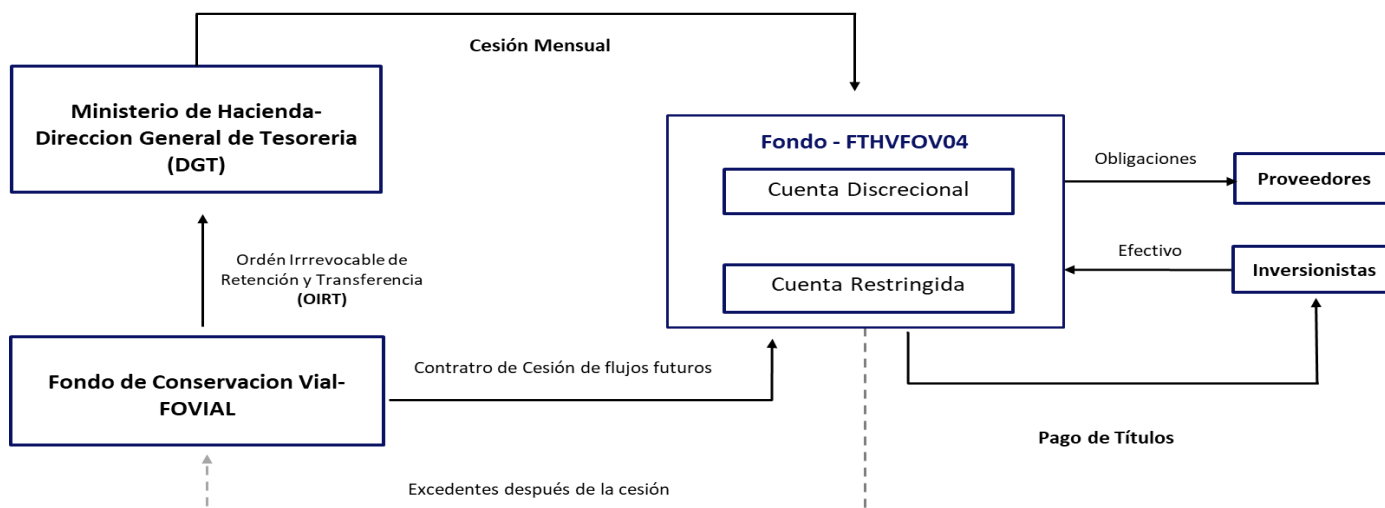 Cesión Mensual
Ministerio de Hacienda-
Direccion General de Tesoreria
(DGT)
Fondo - FTHVFOV04
Cuenta Discrecional
Cuenta Restringida
Obligaciones
Proveedores
Efectivo
Inversionistas
Ordén Irrrevocable de
Retención y Transferencia
(OIRT)
Fondo de Conservacion Vial-
FOVIAL
Contratro de Cesión de flujos futuros
Pago de Títulos
Excedentes después de la cesión